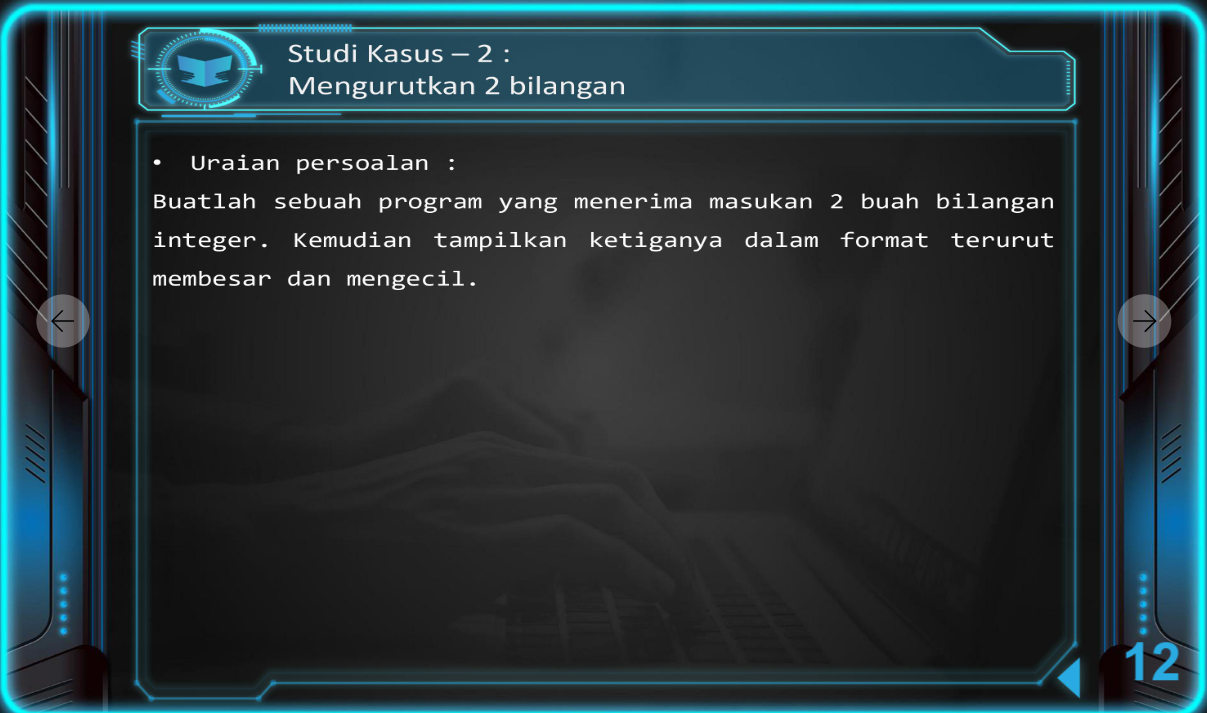 Studi Kasus – 2 :
Mengurutkan 2 bilangan
• Uraian persoalan :
Buatlah sebuah program yang menerima masukan 2 buah bilangan
integer. Kemudian tampilkan ketiganya dalam format terurut
membesar dan mengecil.
12